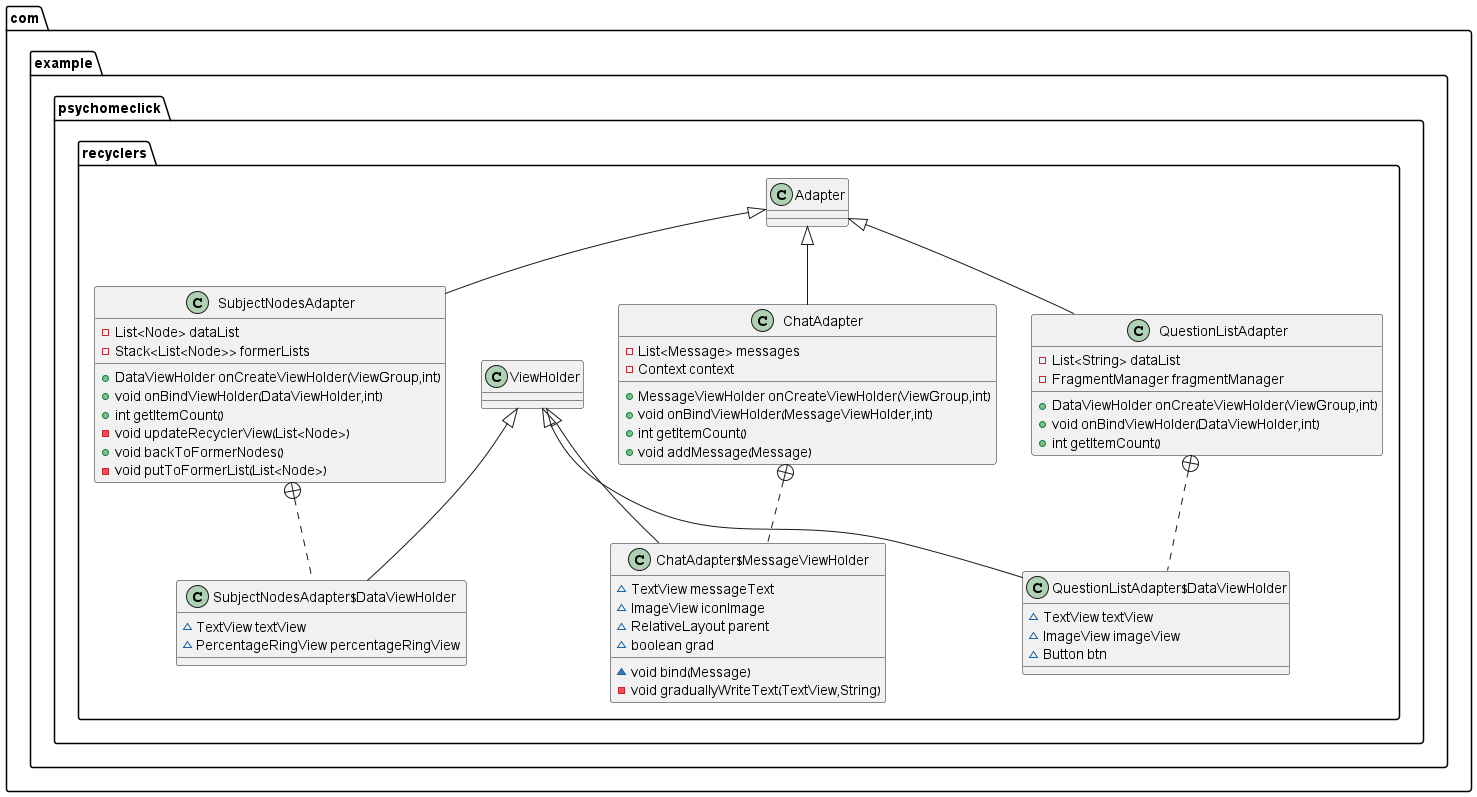 com
example
psychomeclick
recyclers
C Adapter
C SubjectNodesAdapter
List<Node> dataList
Stack<List<Node>> formerLists
DataViewHolder onCreateViewHolder(ViewGroup,int)
void onBindViewHolder(DataViewHolder,int)
int getItemCount()
void updateRecyclerView(List<Node>)
void backToFormerNodes()
void putToFormerList(List<Node>)
C ViewHolder
C ChatAdapter
List<Message> messages
Context context
MessageViewHolder onCreateViewHolder(ViewGroup,int)
void onBindViewHolder(MessageViewHolder,int)
int getItemCount()
void addMessage(Message)
C QuestionListAdapter
List<String> dataList
FragmentManager fragmentManager
DataViewHolder onCreateViewHolder(ViewGroup,int)
void onBindViewHolder(DataViewHolder,int)
int getItemCount()
C SubjectNodesAdapter$DataViewHolder
TextView textView
PercentageRingView percentageRingView
C ChatAdapter$MessageViewHolder
TextView messageText
ImageView iconImage
RelativeLayout parent
boolean grad
void bind(Message)
void graduallyWriteText(TextView,String)
C QuestionListAdapter$DataViewHolder
TextView textView
ImageView imageView
Button btn